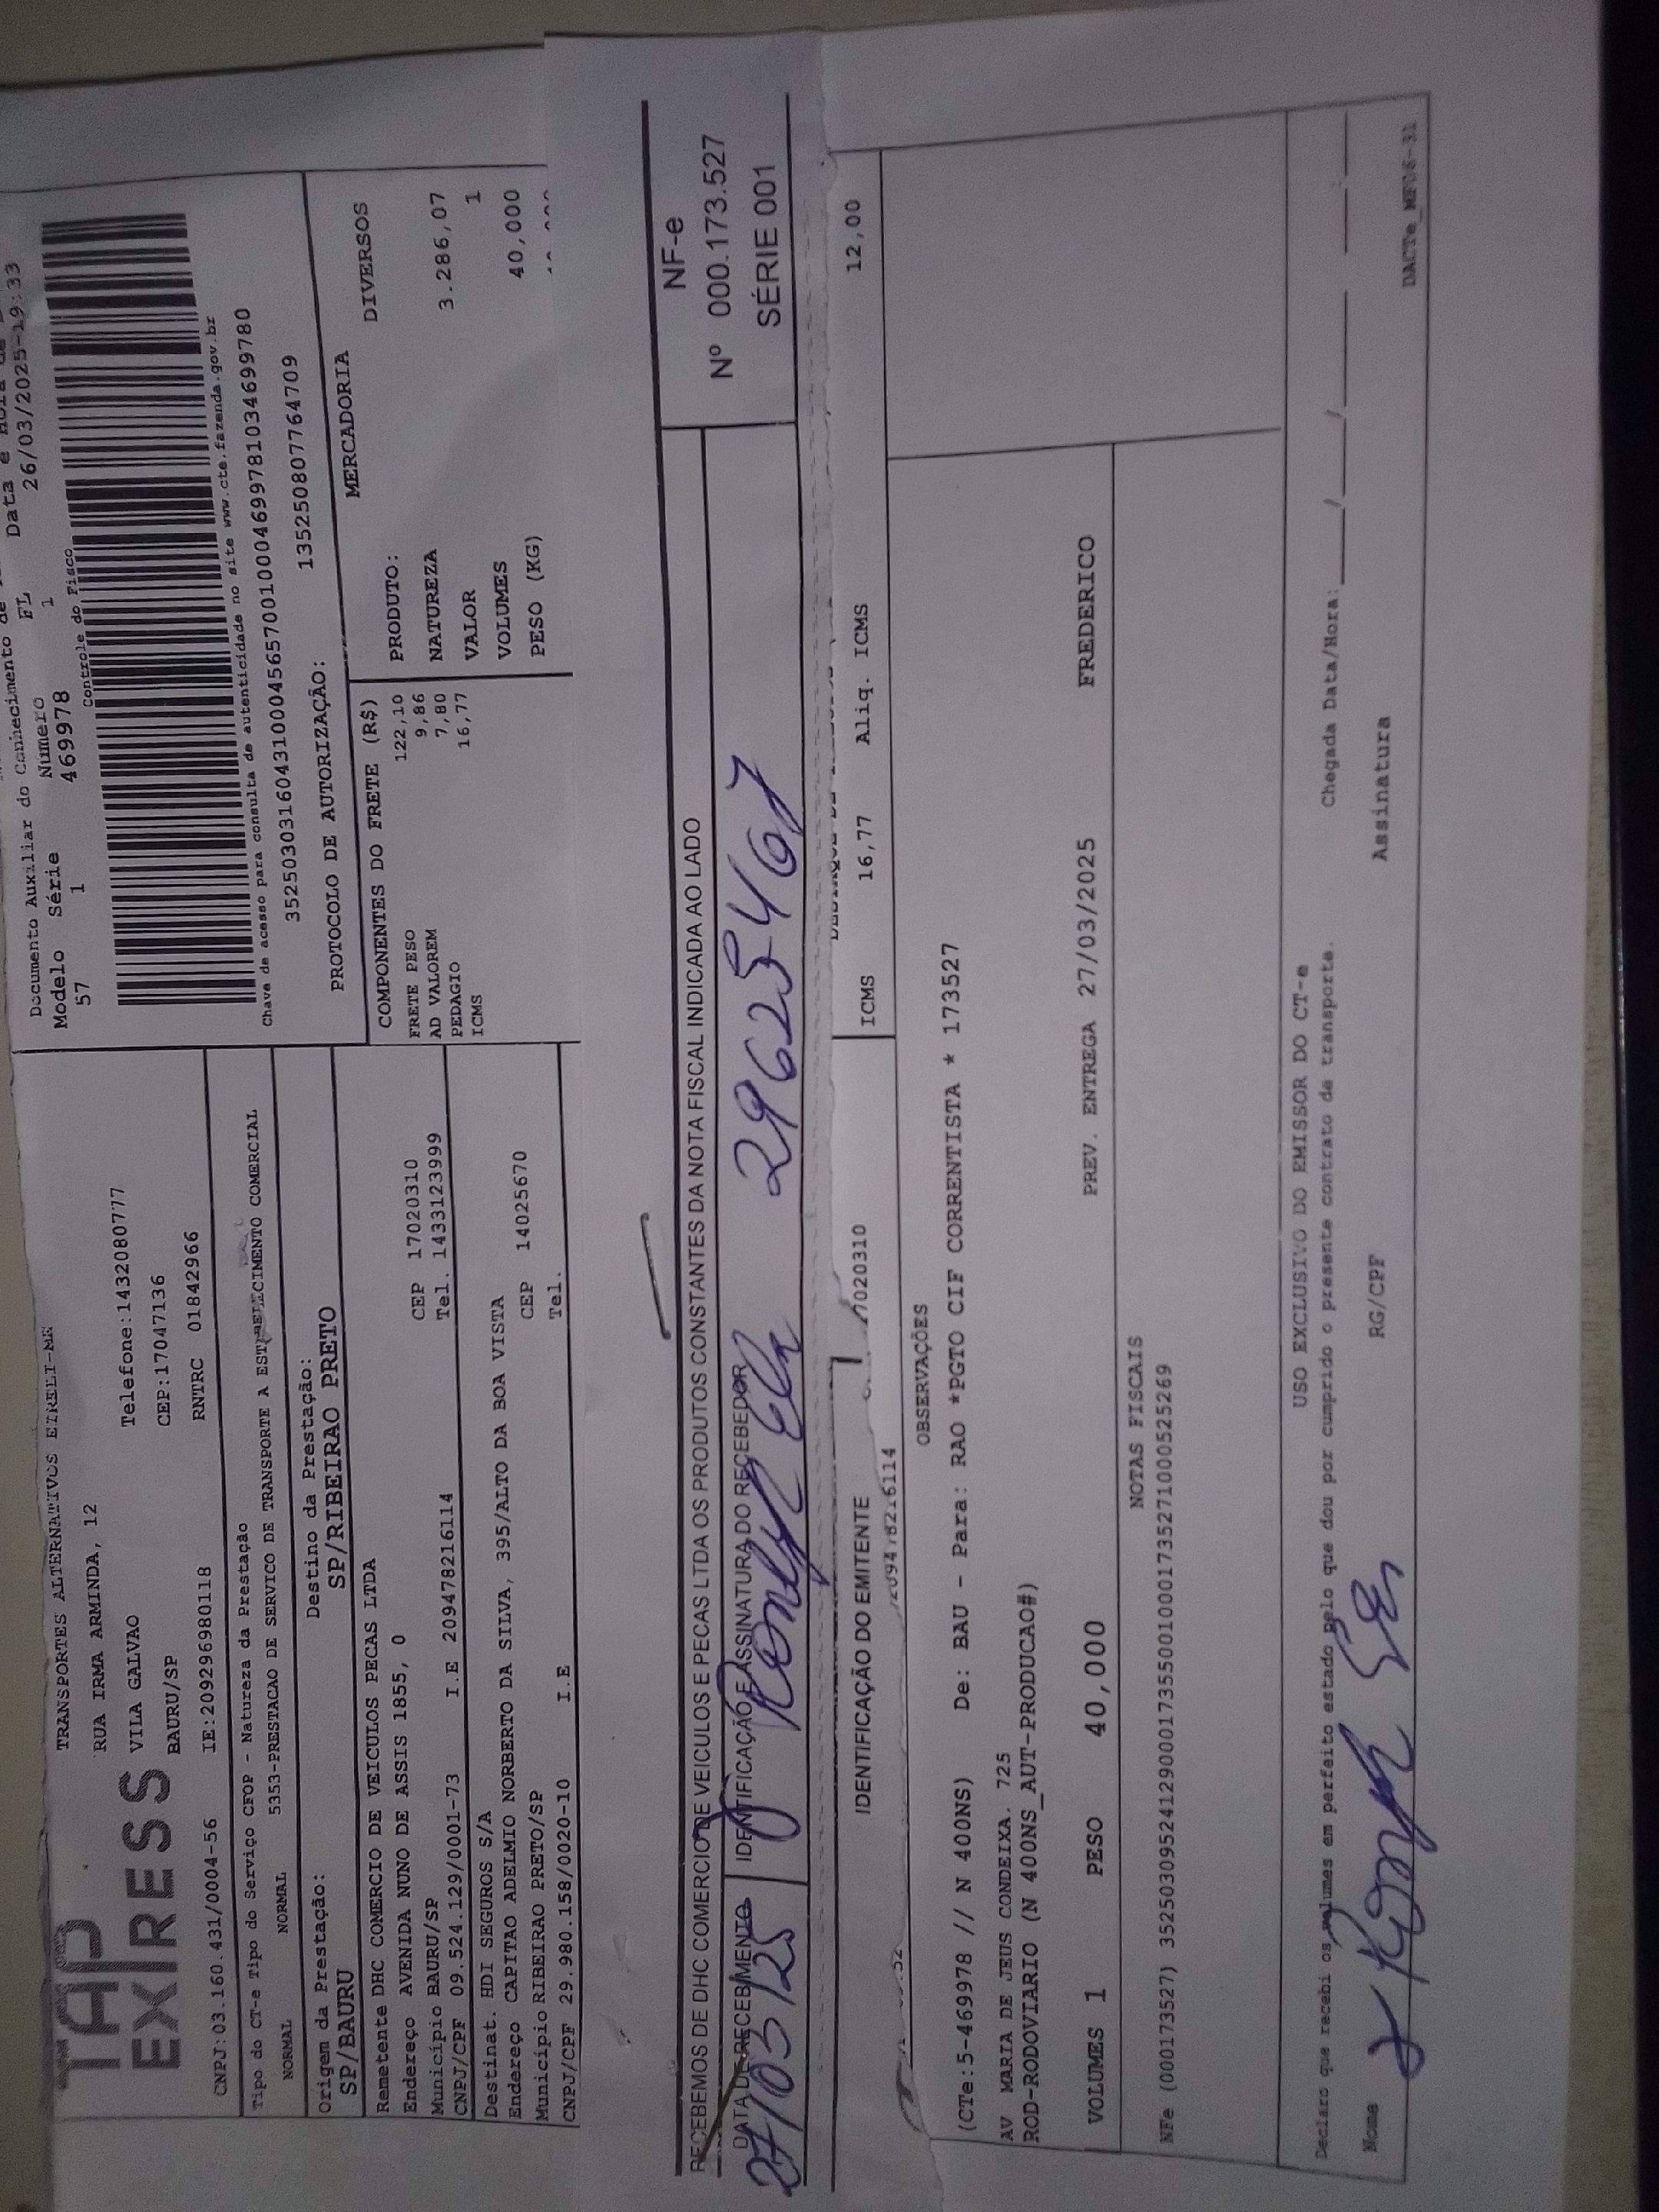 TRANSPORTES ALTERNATIVOS EIRELI-ME
RUA IRMA ARMINDA, 12
VILA GALVAO
Telefone:1432080777
BAURU/SP
CEP:17047136
TAP
EXPRESS
CNPJ:03.160.431/0004-56
IE:209296980118
RNTRC 01842966
Tipo do CT-e Tipo do Serviço CFOP - Natureza da Prestação
NORMAL NORMAL 5353-PRESTACAO DE SERVICO DE TRANSPORTE A ESTABELECIMENTO COMERCIAL
Origem da Prestação: Destino da Prestação:
SP/BAURU SP/RIBEIRAO PRETO
Remetente DHC COMERCIO DE VEICULOS PECAS LTDA
Endereço AVENIDA NUNO DE ASSIS 1855, 0
Município BAURU/SP CEP 17020310
CNPJ/CPF 09.524.129/0001-73 I.E 209478216114 Tel. 1433123999
Destinat. HDI SEGUROS S/A
Endereço CAPITAO ADELMIO NORBERTO DA SILVA, 395/ALTO DA BOA VISTA
Município RIBEIRAO PRETO/SP CEP 14025670
CNPJ/CPF 29.980.158/0020-10 I.E Tel.
Documento Auxiliar do Conhecimento de
Data e Hora de
Modelo Série Número FL
57 1 469978 1 26/03/2025-19:33
Controle do Fisco
Chave de acesso para consulta de autenticidade no site www.cte.fazenda.gov.br
35250303160431000456570010004699781034699780
PROTOCOLO DE AUTORIZAÇÃO: 135250807764709
COMPONENTES DO FRETE (R$)
FRETE PESO 122,10
AD VALOREM 9,86
PEDAGIO 7,80
ICMS 16,77
MERCADORIA
PRODUTO: DIVERSOS
NATUREZA
VALOR 3.286,07
VOLUMES 1
PESO (KG) 40,000
RECEBEMOS DE DHC COMERCIO DE VEICULOS E PECAS LTDA OS PRODUTOS CONSTANTES DA NOTA FISCAL INDICADA AO LADO
NF-e
Nº 000.173.527
SÉRIE 001
DATA DE RECEBIMENTO
IDENTIFICAÇÃO E ASSINATURA DO RECEBEDOR
27/03/25
296255467
IDENTIFICAÇÃO DO EMITENTE
ICMS 16,77 Aliq. ICMS 12,00
OBSERVAÇÕES
(CTe:5-469978 // N 400NS) De: BAU - Para: RAO *PGTO CIF CORRENTISTA * 173527
AV MARIA DE JEUS CONDEIXA. 725
ROD-RODOVIARIO (N 400NS_AUT-PRODUCAO#)
VOLUMES 1 PESO 40,000 PREV. ENTREGA 27/03/2025 FREDERICO
NOTAS FISCAIS
NFe (000173527) 35250309524129000173550010001735271000525269
USO EXCLUSIVO DO EMISSOR DO CT-e
Declaro que recebi os volumes em perfeito estado pelo que dou por cumprido o presente contrato de transporte.
Chegada Data/Hora: ____/____/____ ____:____
Nome RG/CPF Assinatura
DACTe_MF06-31